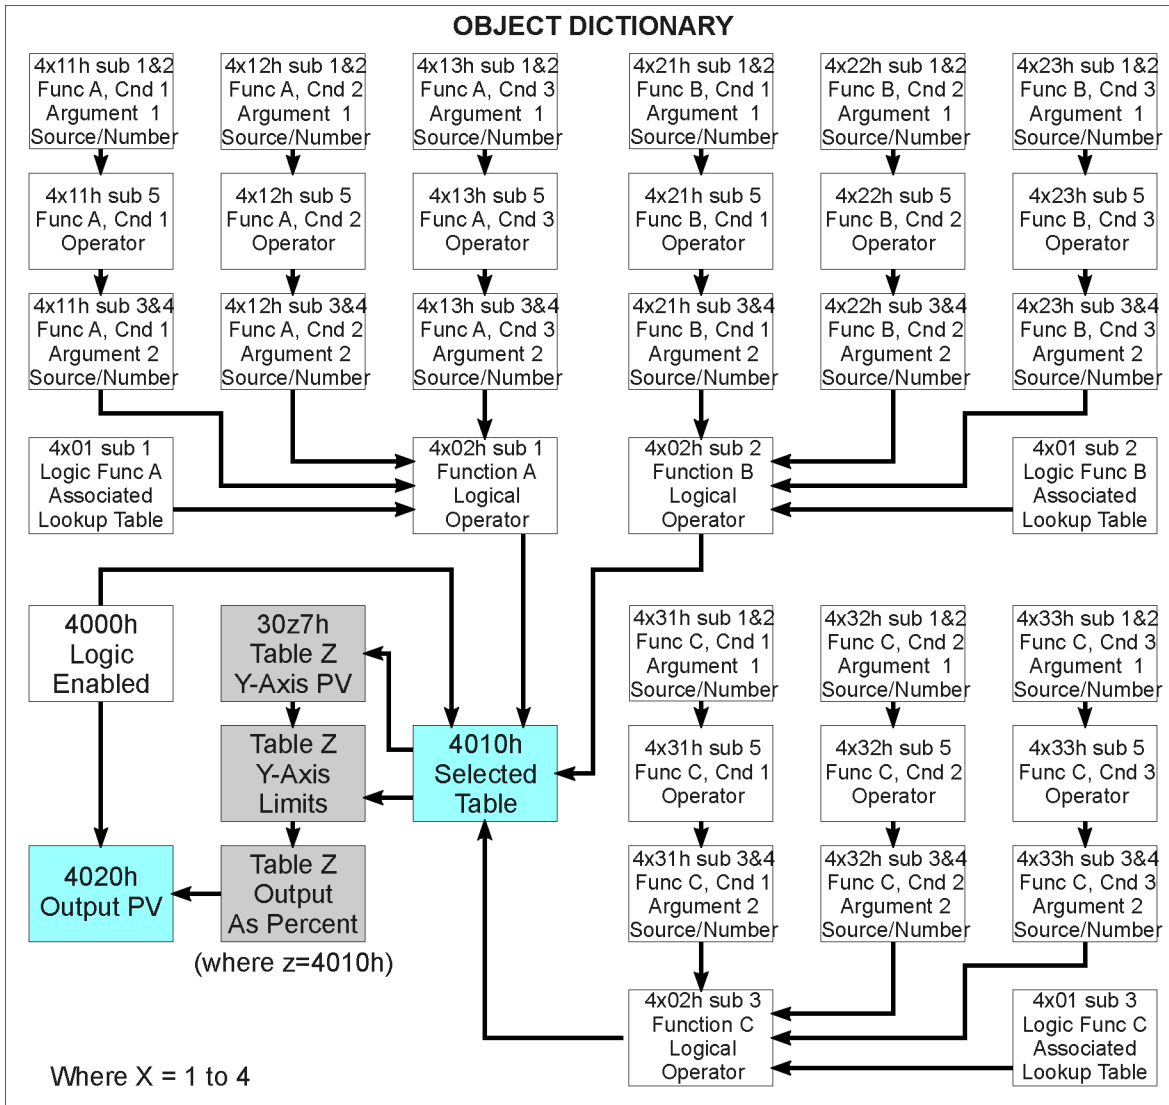 OBJECT DICTIONARY
4x11h sub 1&2
Func A, Cnd 1
Argument 1
Source/Number
4x12h sub 1&2
Func A, Cnd 2
Argument 1
Source/Number
4x13h sub 1&2
Func A, Cnd 3
Argument 1
Source/Number
4x21h sub 1&2
Func B, Cnd 1
Argument 1
Source/Number
4x22h sub 1&2
Func B, Cnd 2
Argument 1
Source/Number
4x23h sub 1&2
Func B, Cnd 3
Argument 1
Source/Number
4x11h sub 5
Func A, Cnd 1
Operator
4x12h sub 5
Func A, Cnd 2
Operator
4x13h sub 5
Func A, Cnd 3
Operator
4x21h sub 5
Func B, Cnd 1
Operator
4x22h sub 5
Func B, Cnd 2
Operator
4x23h sub 5
Func B, Cnd 3
Operator
4x11h sub 3&4
Func A, Cnd 1
Argument 2
Source/Number
4x12h sub 3&4
Func A, Cnd 2
Argument 2
Source/Number
4x13h sub 3&4
Func A, Cnd 3
Argument 2
Source/Number
4x21h sub 3&4
Func B, Cnd 1
Argument 2
Source/Number
4x22h sub 3&4
Func B, Cnd 2
Argument 2
Source/Number
4x23h sub 3&4
Func B, Cnd 3
Argument 2
Source/Number
4x01 sub 1
Logic Func A
Associated
Lookup Table
4x02h sub 1
Function A
Logical
Operator
4x02h sub 2
Function B
Logical
Operator
4x01 sub 2
Logic Func B
Associated
Lookup Table
4000h
Logic
Enabled
30z7h
Table Z
Y-Axis PV
4x31h sub 1&2
Func C, Cnd 1
Argument 1
Source/Number
4x32h sub 1&2
Func C, Cnd 2
Argument 1
Source/Number
4x33h sub 1&2
Func C, Cnd 3
Argument 1
Source/Number
Table Z
Y-Axis
Limits
4010h
Selected
Table
4x31h sub 5
Func C, Cnd 1
Operator
4x32h sub 5
Func C, Cnd 2
Operator
4x33h sub 5
Func C, Cnd 3
Operator
4020h
Output PV
Table Z
Output
As Percent
(where z=4010h)
4x31h sub 3&4
Func C, Cnd 1
Argument 2
Source/Number
4x32h sub 3&4
Func C, Cnd 2
Argument 2
Source/Number
4x33h sub 3&4
Func C, Cnd 3
Argument 2
Source/Number
4x02h sub 3
Function C
Logical
Operator
4x01 sub 3
Logic Func C
Associated
Lookup Table
Where X = 1 to 4